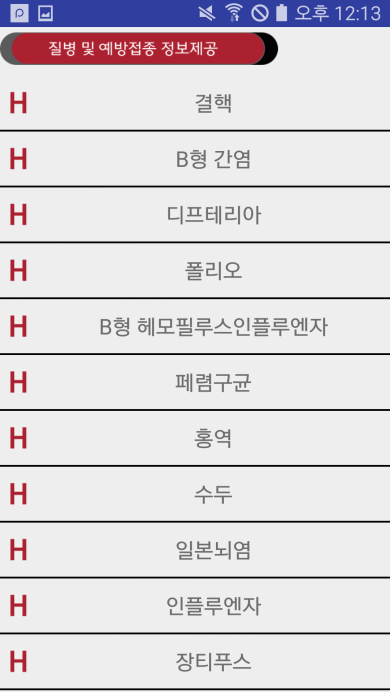 오후 12:13
질병 및 예방접종 정보제공
H 결핵
H B형 간염
H 디프테리아
H 폴리오
H B형 헤모필루스인플루엔자
H 페렴구균
H 홍역
H 수두
H 일본뇌염
H 인플루엔자
H 장티푸스